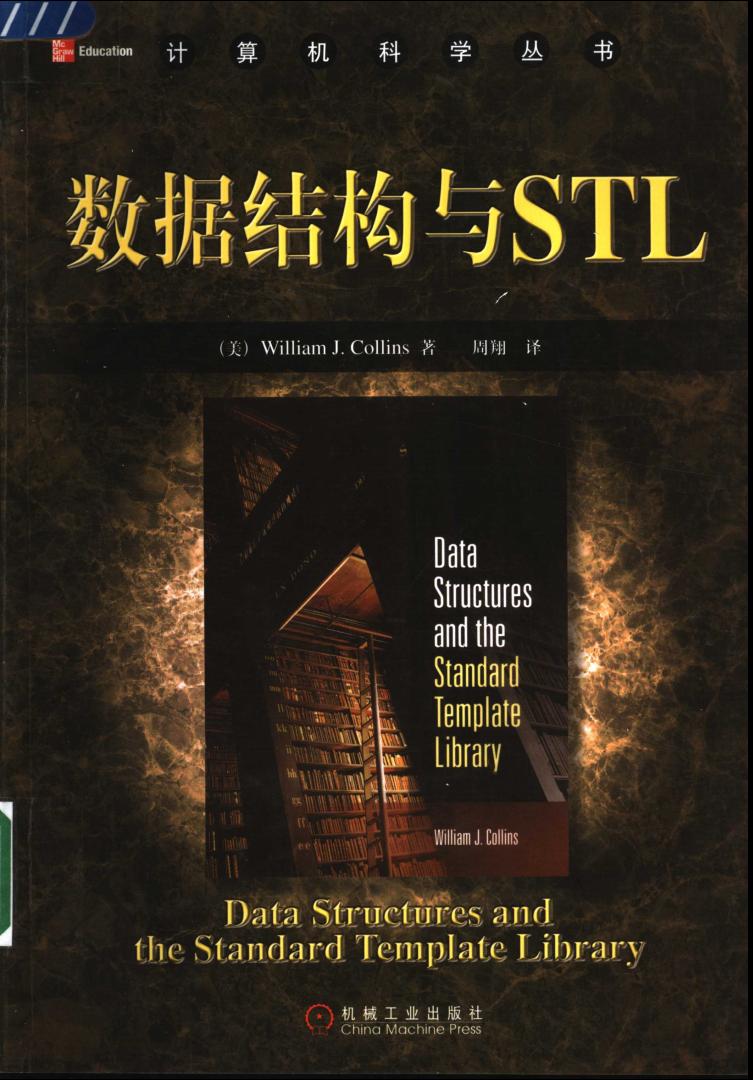 Mc
Graw
Hill
Education
计算机科学丛书
数据结构与STL
(美) William J. Collins 著 周翔 译
LA DONO
Data
Structures
and the
Standard
Template
Library
William J. Collins
Data Structures and
the Standard Template Library
机械工业出版社
China Machine Press